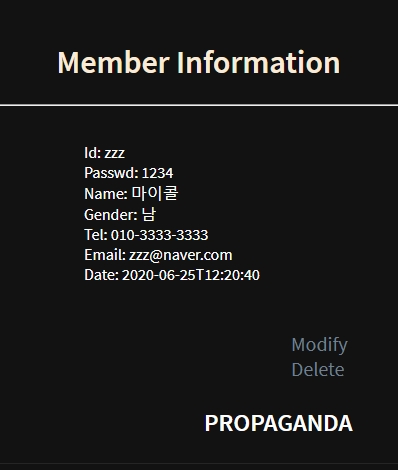 Member Information
Id: zzz
Passwd: 1234
Name: 마이콜
Gender: 남
Tel: 010-3333-3333
Email: zzz@naver.com
Date: 2020-06-25T12:20:40
Modify
Delete
PROPAGANDA